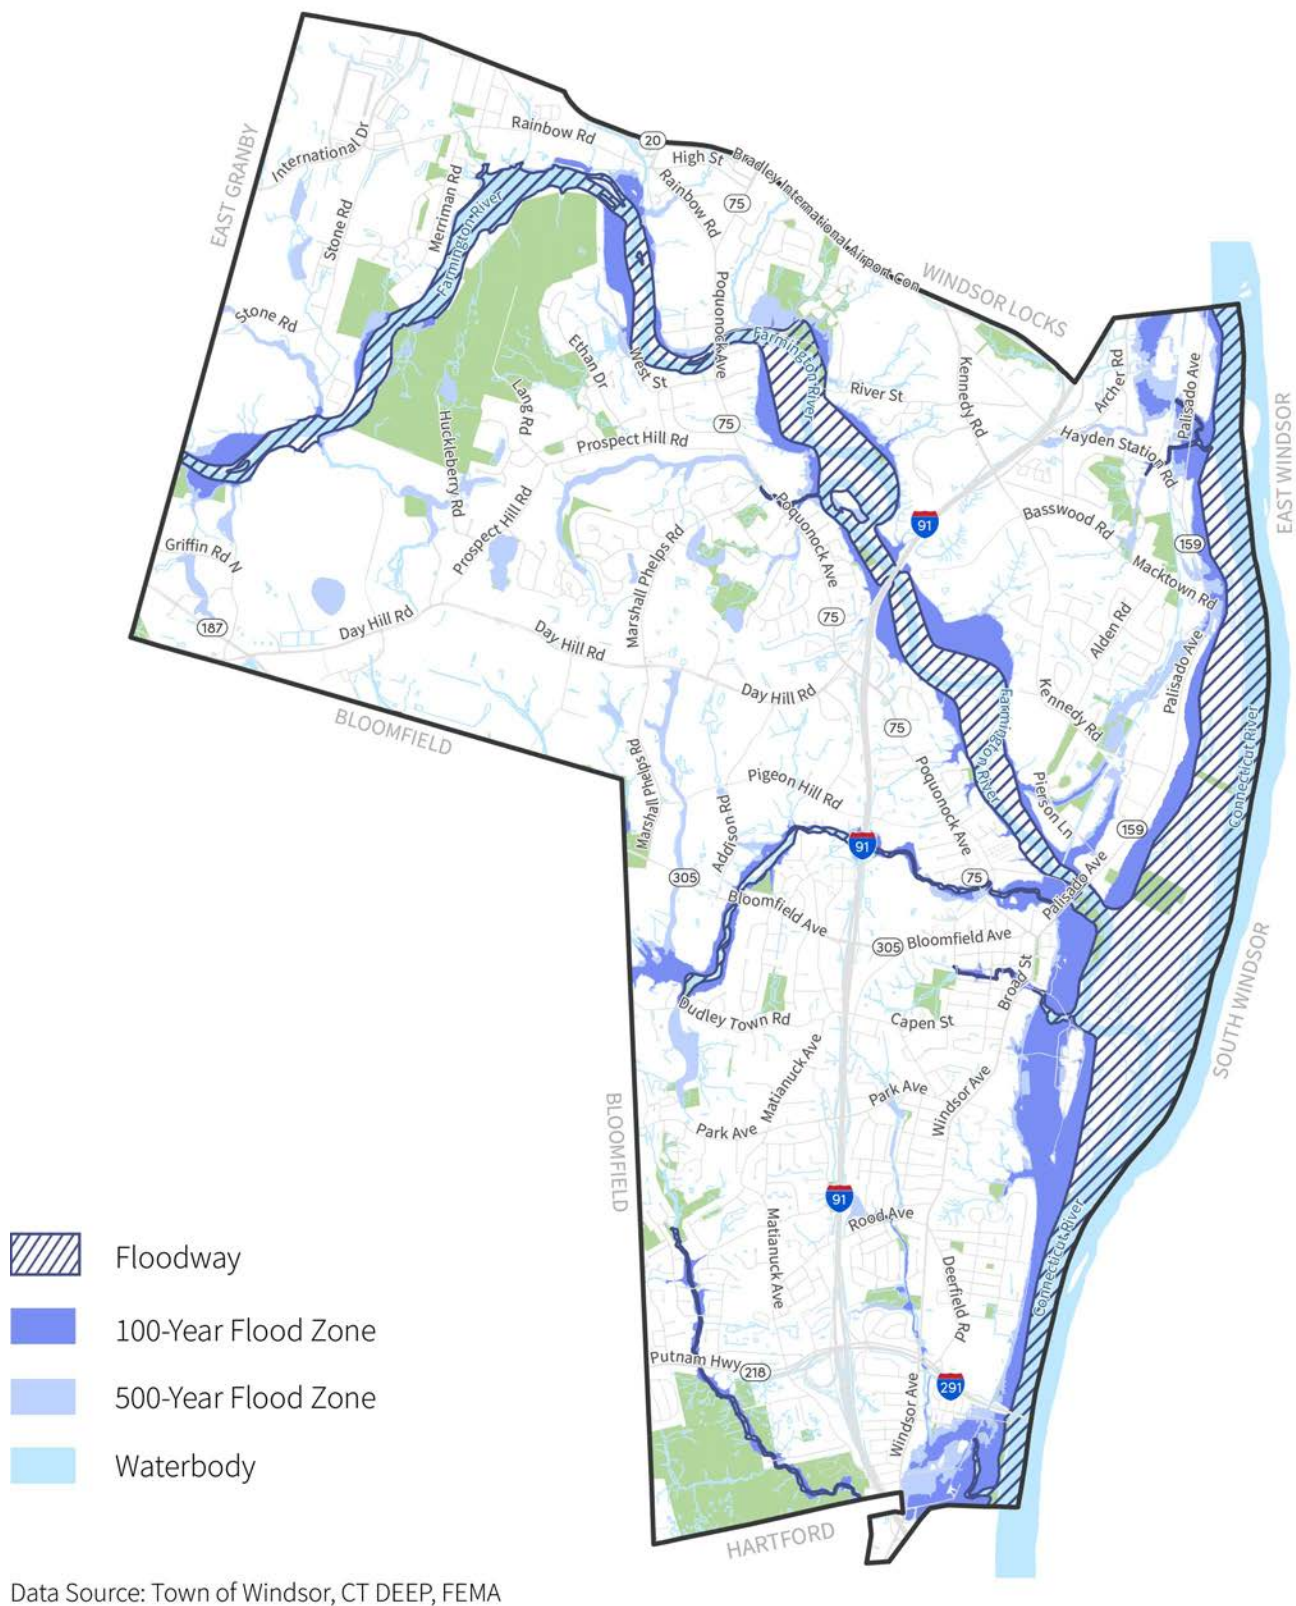 Rainbow Rd
20
High St
Bradley International Airport Con
EAST GRANBY
International Dr
Merriman Rd
Rainbow Rd
75
Stone Rd
Farmington River
WINDSOR LOCKS
Poquonock Ave
Stone Rd
Farmington River
Ethan Dr
West St
River St
Kennedy Rd
Archer Rd
Palisado Ave
EAST WINDSOR
Lang Rd
Huckleberry Rd
75
Prospect Hill Rd
Hayden Station Rd
Prospect Hill Rd
Poquonock Ave
91
Basswood Rd
159
Griffin Rd N
Marshall Phelps Rd
Macktown Rd
187
Day Hill Rd
Day Hill Rd
75
Alden Rd
Palisado Ave
BLOOMFIELD
Day Hill Rd
75
Kennedy Rd
Farmington River
Connecticut River
Marshall Phelps Rd
Addison Rd
Pigeon Hill Rd
Poquonock Ave
Pierson Ln
159
91
305
75
Palisado Ave
Bloomfield Ave
305
Bloomfield Ave
Broad St
SOUTH WINDSOR
Dudley Town Rd
Capen St
Matianuck Ave
Park Ave
Windsor Ave
Park Ave
BLOOMFIELD
91
Rood Ave
Matianuck Ave
Connecticut River
Deerfield Rd
Putnam Hwy
218
291
Windsor Ave
HARTFORD
Floodway
100-Year Flood Zone
500-Year Flood Zone
Waterbody
Data Source: Town of Windsor, CT DEEP, FEMA